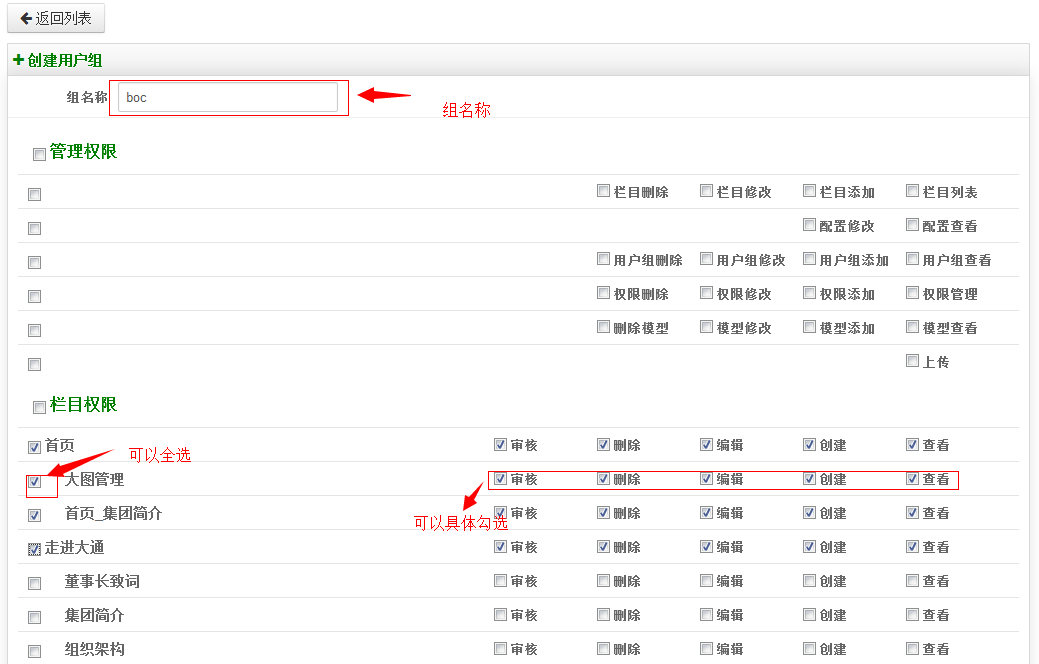 返回列表
创建用户组
组名称 boc
组名称
管理权限
栏目删除 栏目修改 栏目添加 栏目列表
配置修改 配置查看
用户组删除 用户组修改 用户组添加 用户组查看
权限删除 权限修改 权限添加 权限管理
删除模型 模型修改 模型添加 模型查看
上传
栏目权限
首页 审核 删除 编辑 创建 查看
可以全选
大图管理 审核 删除 编辑 创建 查看
首页_集团简介 审核 删除 编辑 创建 查看
可以具体勾选
走进大通 审核 删除 编辑 创建 查看
董事长致词 审核 删除 编辑 创建 查看
集团简介 审核 删除 编辑 创建 查看
组织架构 审核 删除 编辑 创建 查看